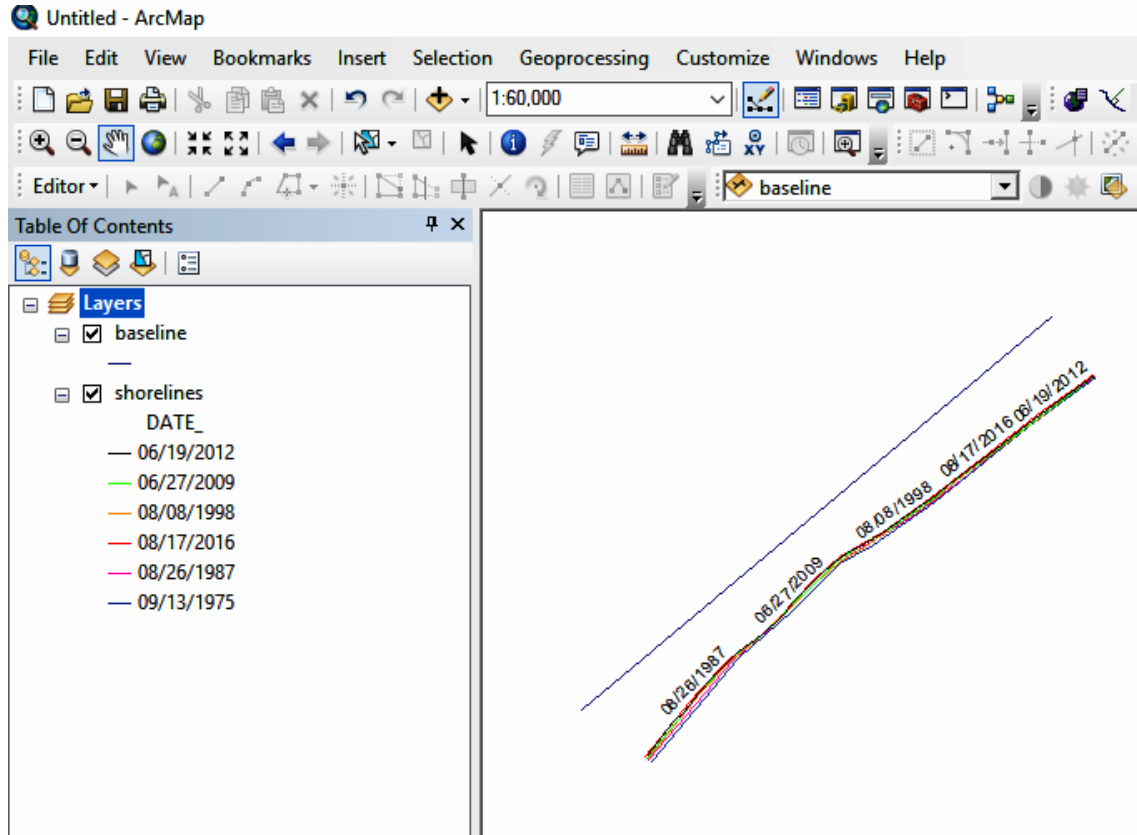 Untitled - ArcMap
File Edit View Bookmarks Insert Selection Geoprocessing Customize Windows Help
1:60,000
Editor
baseline
Table Of Contents
Layers
baseline
shorelines
DATE_
06/19/2012
06/27/2009
08/08/1998
08/17/2016
08/26/1987
09/13/1975
06/19/2012
08/17/2016
08/08/1998
06/27/2009
08/26/1987